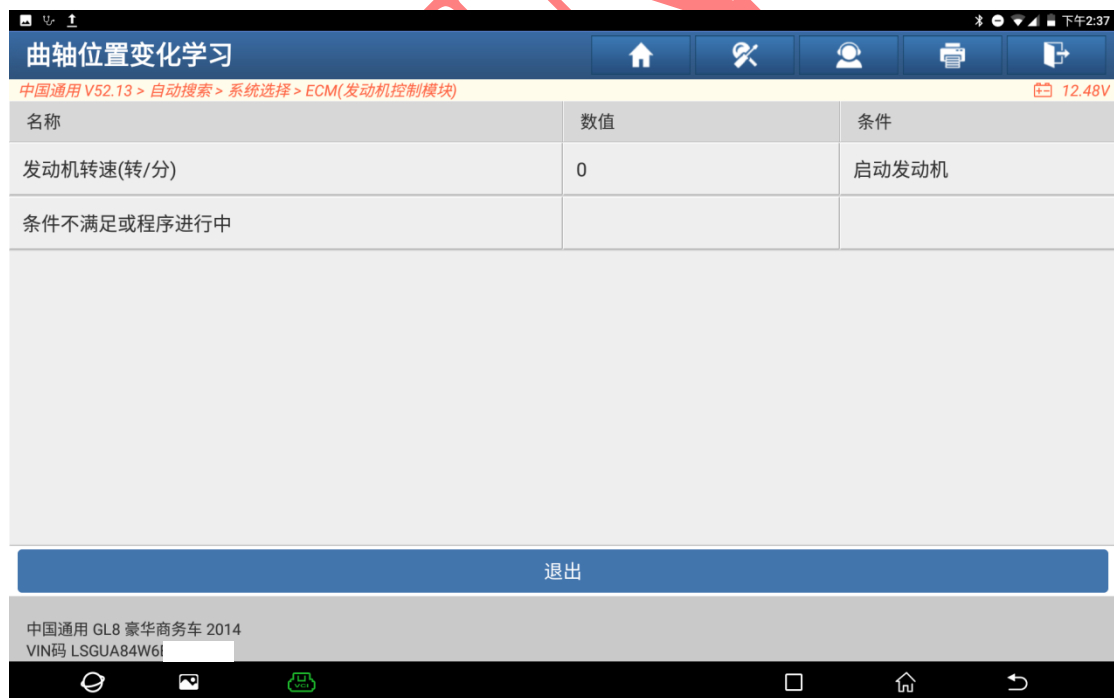 下午2:37
曲轴位置变化学习
中国通用 V52.13 > 自动搜索 > 系统选择 > ECM(发动机控制模块)
12.48V
名称 数值 条件
发动机转速(转/分) 0 启动发动机
条件不满足或程序进行中
退出
中国通用 GL8 豪华商务车 2014
VIN码 LSGUA84W6
VCI